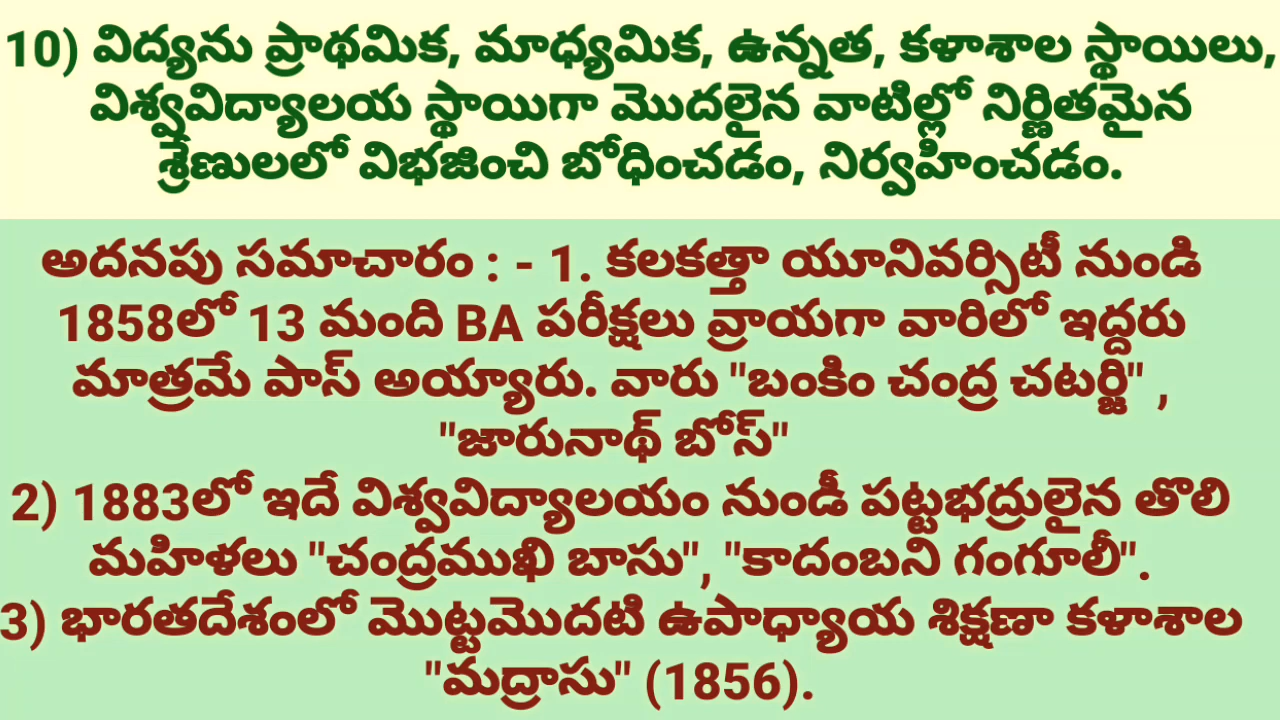 10) విద్యను ప్రాథమిక, మాధ్యమిక, ఉన్నత, కళాశాల స్థాయిలు,
విశ్వవిద్యాలయ స్థాయిగా మొదలైన వాటిల్లో నిర్ణితమైన
శ్రేణులలో విభజించి బోధించడం, నిర్వహించడం.
అదనపు సమాచారం : - 1. కలకత్తా యూనివర్సిటీ నుండి
1858లో 13 మంది BA పరీక్షలు వ్రాయగా వారిలో ఇద్దరు
మాత్రమే పాస్ అయ్యారు. వారు "బంకిం చంద్ర చటర్జీ" ,
"జారునాథ్ బోస్"
2) 1883లో ఇదే విశ్వవిద్యాలయం నుండీ పట్టభద్రులైన తొలి
మహిళలు "చంద్రముఖి బాసు", "కాదంబని గంగూలీ".
3) భారతదేశంలో మొట్టమొదటి ఉపాధ్యాయ శిక్షణా కళాశాల
"మద్రాసు" (1856).